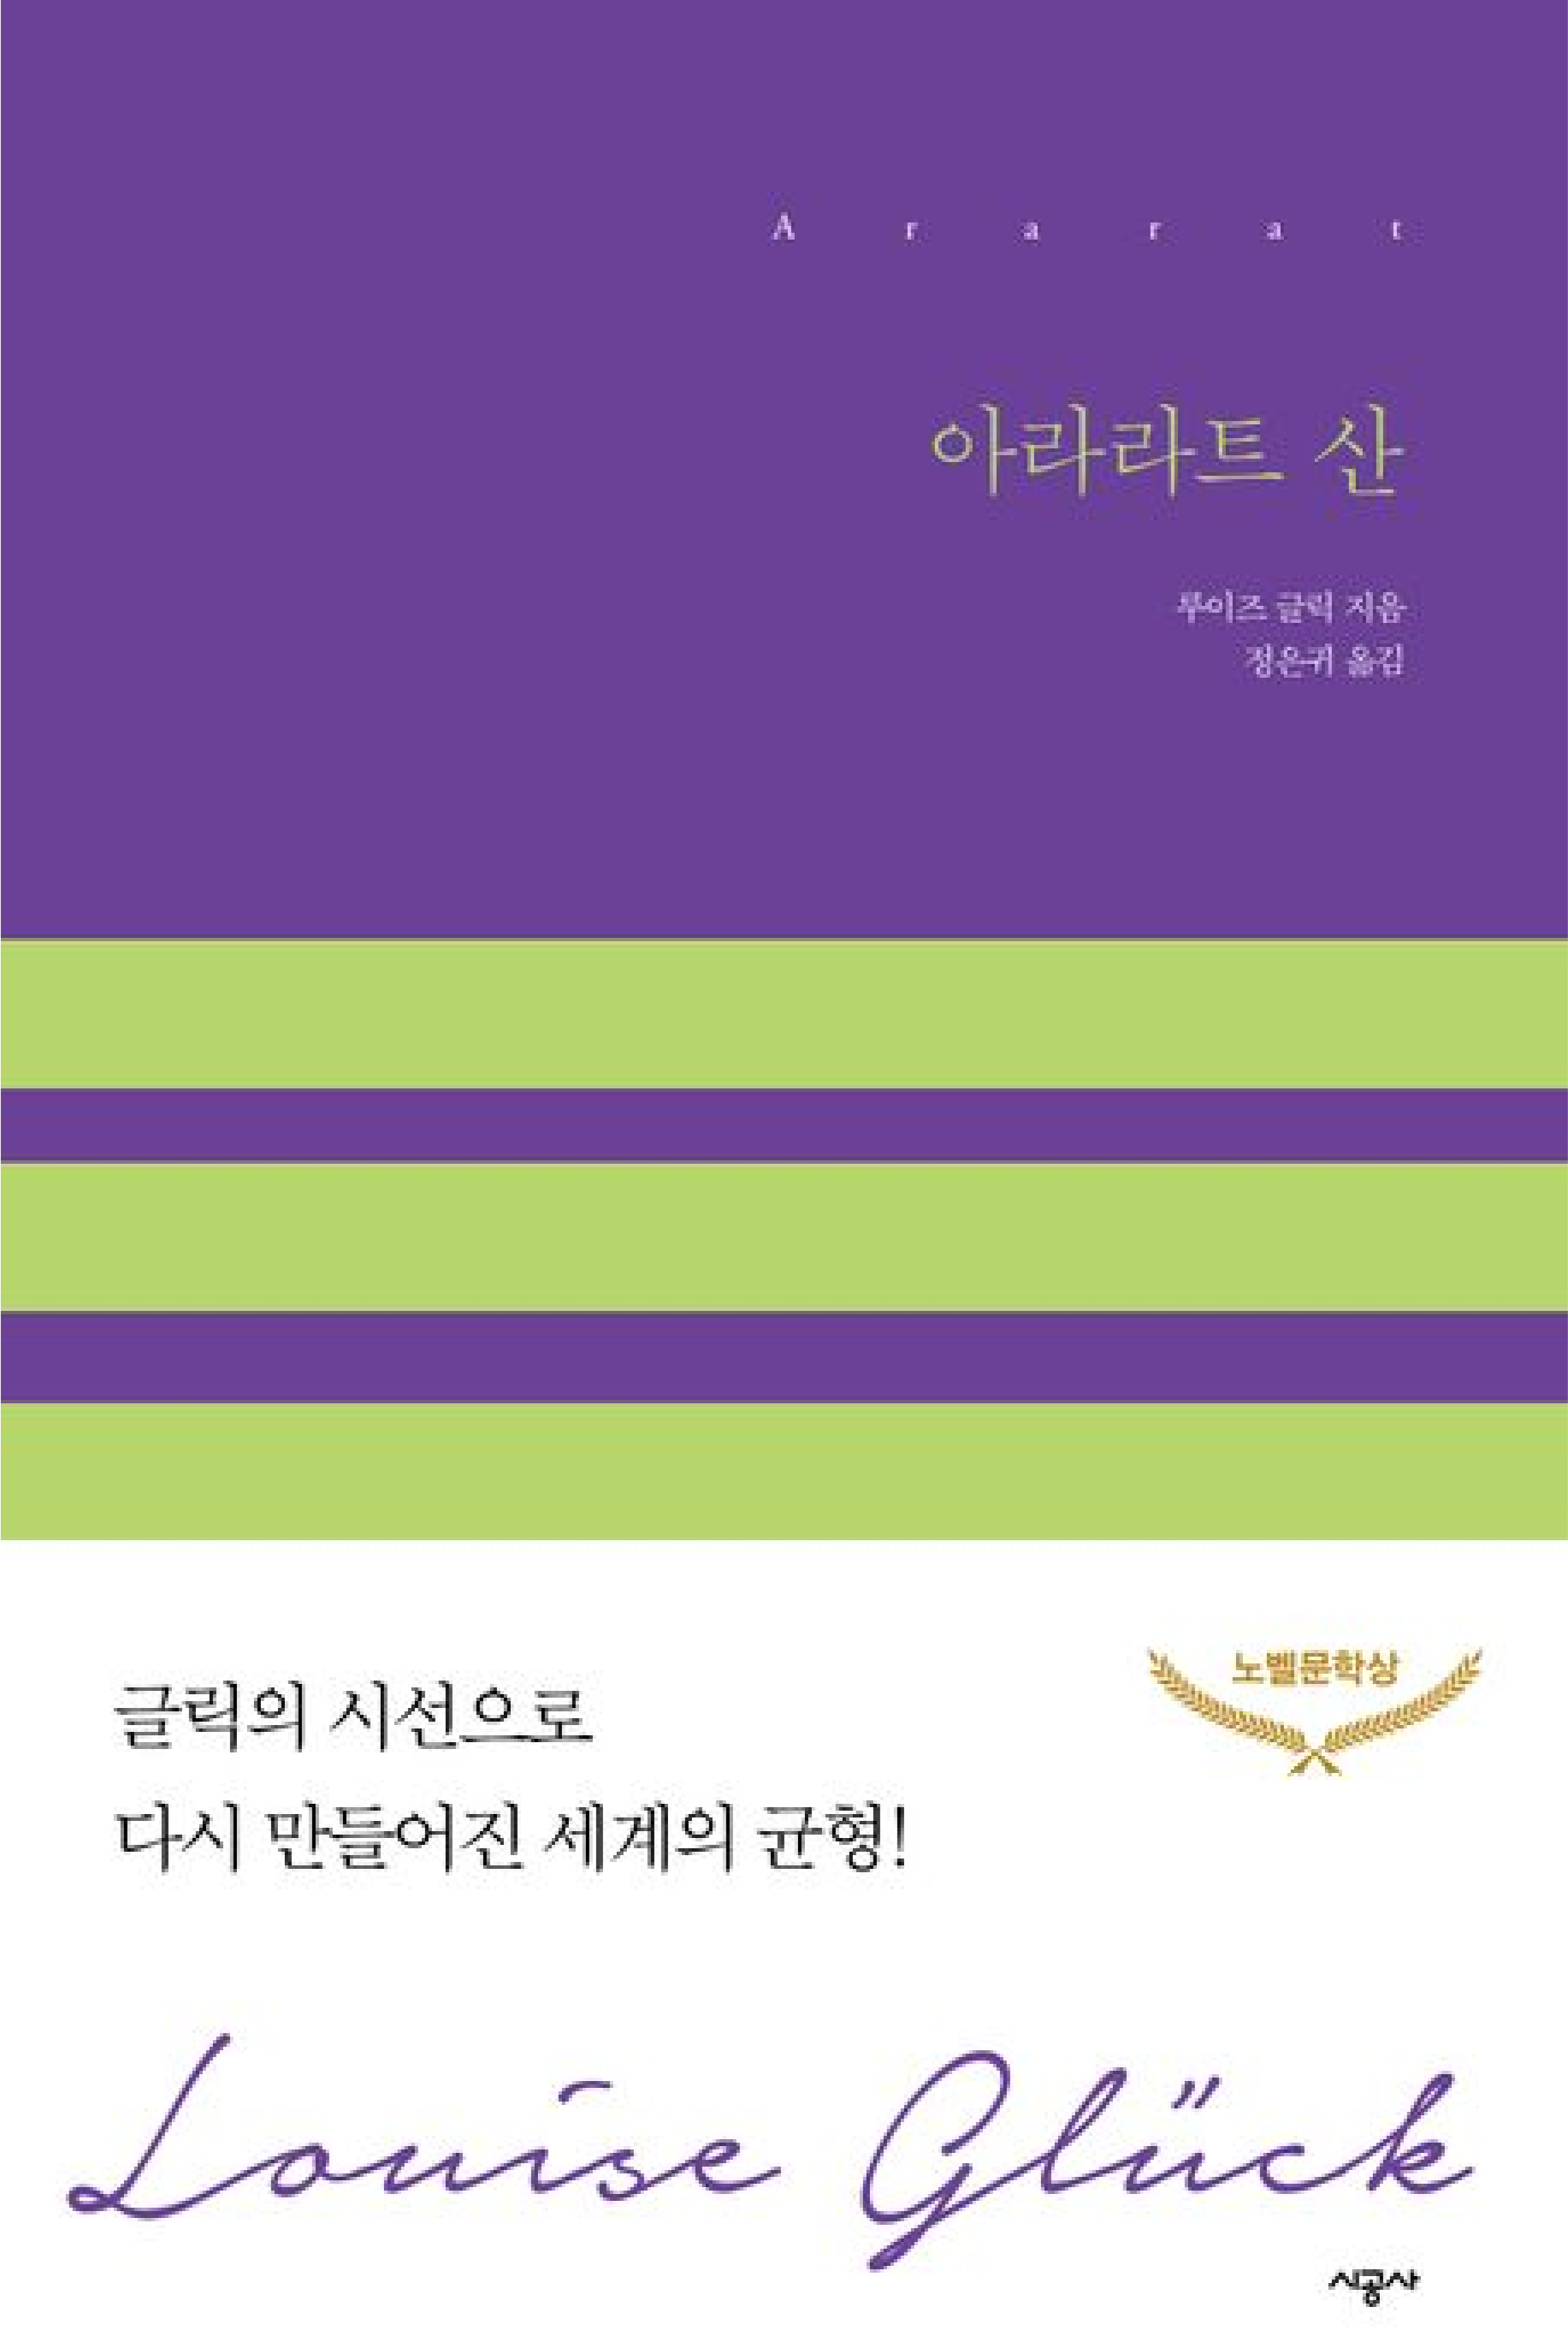 Ararat
아라라트 산
루이즈 글릭 지음
정은귀 옮김
노벨문학상
글릭의 시선으로
다시 만들어진 세계의 균형!
Louise Glück
시공사